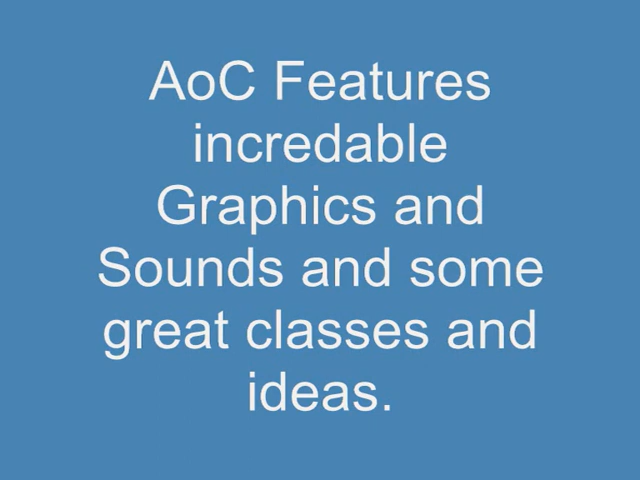 AoC Features
incredable
Graphics and
Sounds and some
great classes and
ideas.